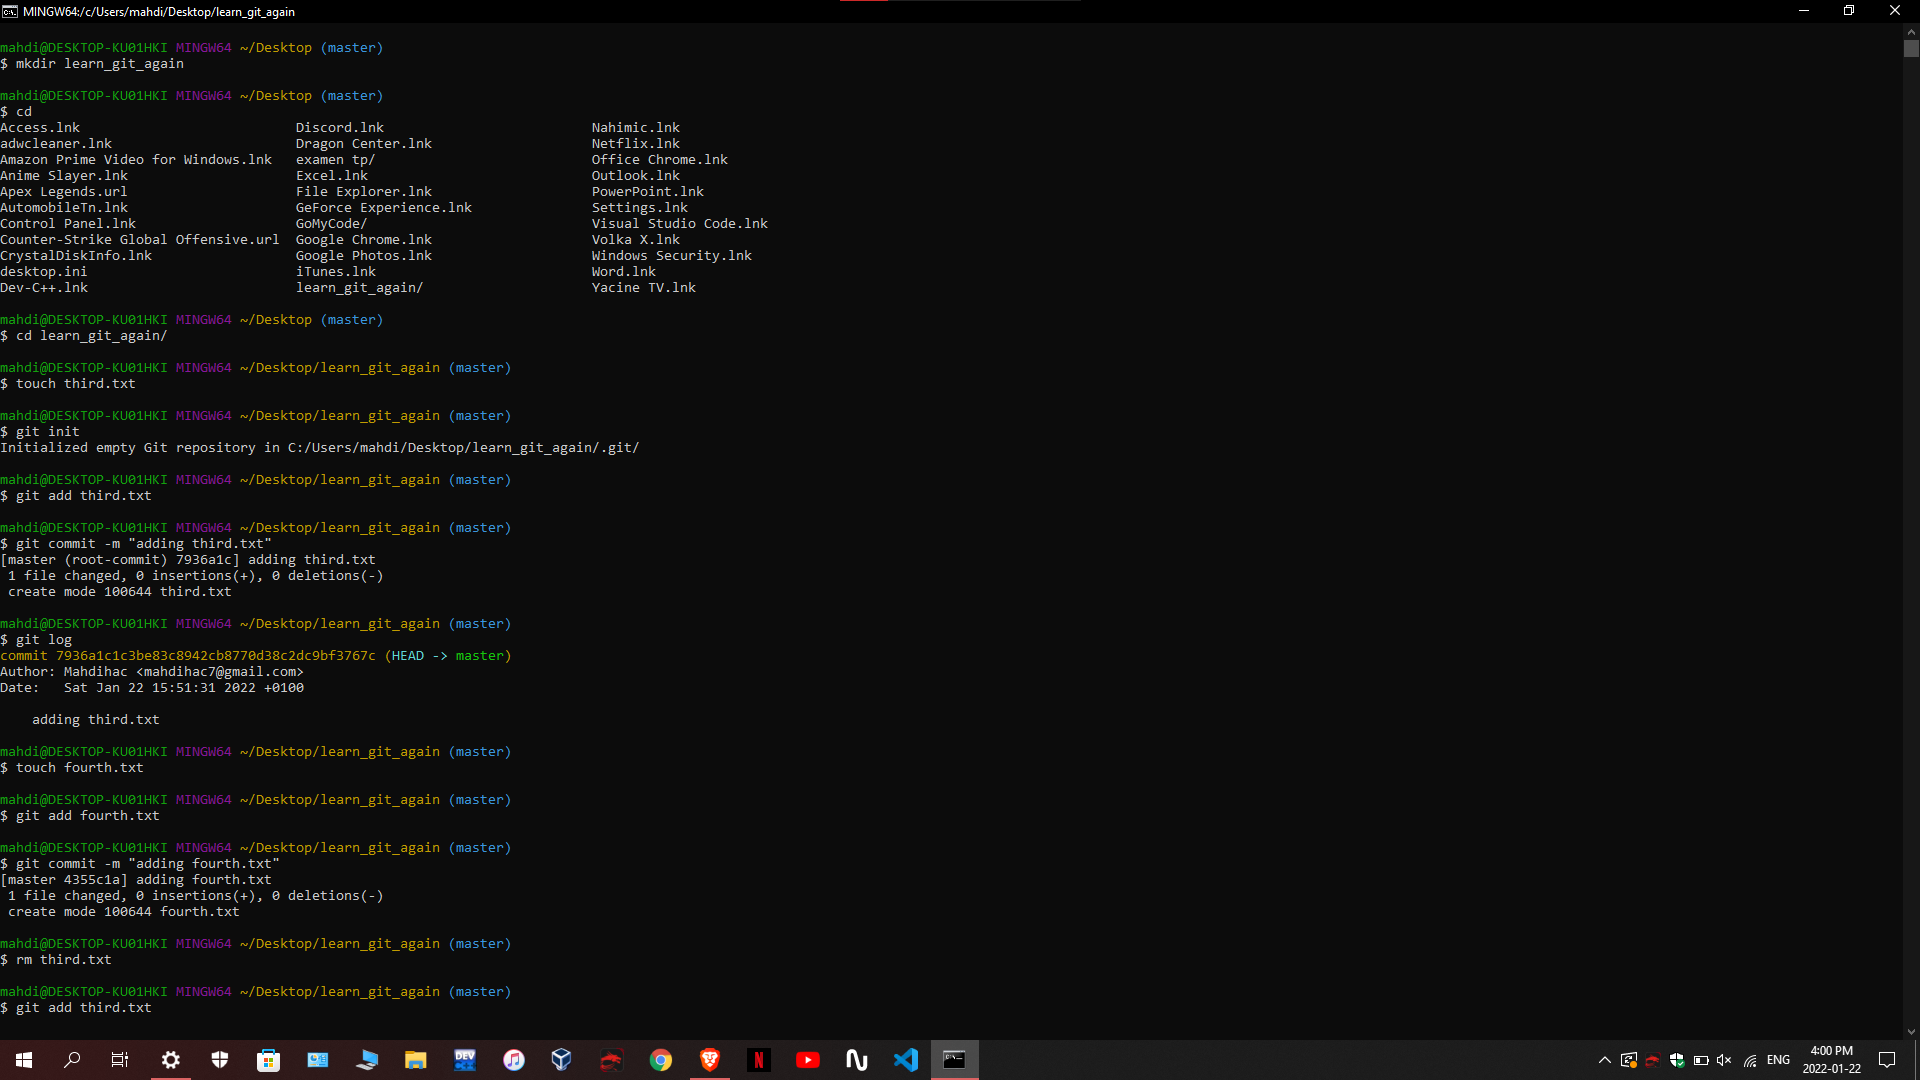 MINGW64:/c/Users/mahdi/Desktop/learn_git_again
mahdi@DESKTOP-KU01HKI MINGW64 ~/Desktop (master)
$ mkdir learn_git_again
mahdi@DESKTOP-KU01HKI MINGW64 ~/Desktop (master)
$ cd
Access.lnk Discord.lnk Nahimic.lnk
adwcleaner.lnk Dragon Center.lnk Netflix.lnk
Amazon Prime Video for Windows.lnk examen tp/ Office Chrome.lnk
Anime Slayer.lnk Excel.lnk Outlook.lnk
Apex Legends.url File Explorer.lnk PowerPoint.lnk
AutomobileTn.lnk GeForce Experience.lnk Settings.lnk
Control Panel.lnk GoMyCode/ Visual Studio Code.lnk
Counter-Strike Global Offensive.url Google Chrome.lnk Volka X.lnk
CrystalDiskInfo.lnk Google Photos.lnk Windows Security.lnk
desktop.ini iTunes.lnk Word.lnk
Dev-C++.lnk learn_git_again/ Yacine TV.lnk
mahdi@DESKTOP-KU01HKI MINGW64 ~/Desktop (master)
$ cd learn_git_again/
mahdi@DESKTOP-KU01HKI MINGW64 ~/Desktop/learn_git_again (master)
$ touch third.txt
mahdi@DESKTOP-KU01HKI MINGW64 ~/Desktop/learn_git_again (master)
$ git init
Initialized empty Git repository in C:/Users/mahdi/Desktop/learn_git_again/.git/
mahdi@DESKTOP-KU01HKI MINGW64 ~/Desktop/learn_git_again (master)
$ git add third.txt
mahdi@DESKTOP-KU01HKI MINGW64 ~/Desktop/learn_git_again (master)
$ git commit -m "adding third.txt"
[master (root-commit) 7936a1c] adding third.txt
1 file changed, 0 insertions(+), 0 deletions(-)
create mode 100644 third.txt
mahdi@DESKTOP-KU01HKI MINGW64 ~/Desktop/learn_git_again (master)
$ git log
commit 7936a1c1c3be83c8942cb8770d38c2dc9bf3767c (HEAD -> master)
Author: Mahdihac <mahdihac7@gmail.com>
Date: Sat Jan 22 15:51:31 2022 +0100
adding third.txt
mahdi@DESKTOP-KU01HKI MINGW64 ~/Desktop/learn_git_again (master)
$ touch fourth.txt
mahdi@DESKTOP-KU01HKI MINGW64 ~/Desktop/learn_git_again (master)
$ git add fourth.txt
mahdi@DESKTOP-KU01HKI MINGW64 ~/Desktop/learn_git_again (master)
$ git commit -m "adding fourth.txt"
[master 4355c1a] adding fourth.txt
1 file changed, 0 insertions(+), 0 deletions(-)
create mode 100644 fourth.txt
mahdi@DESKTOP-KU01HKI MINGW64 ~/Desktop/learn_git_again (master)
$ rm third.txt
mahdi@DESKTOP-KU01HKI MINGW64 ~/Desktop/learn_git_again (master)
$ git add third.txt
DEV
ENG
4:00 PM
2022-01-22